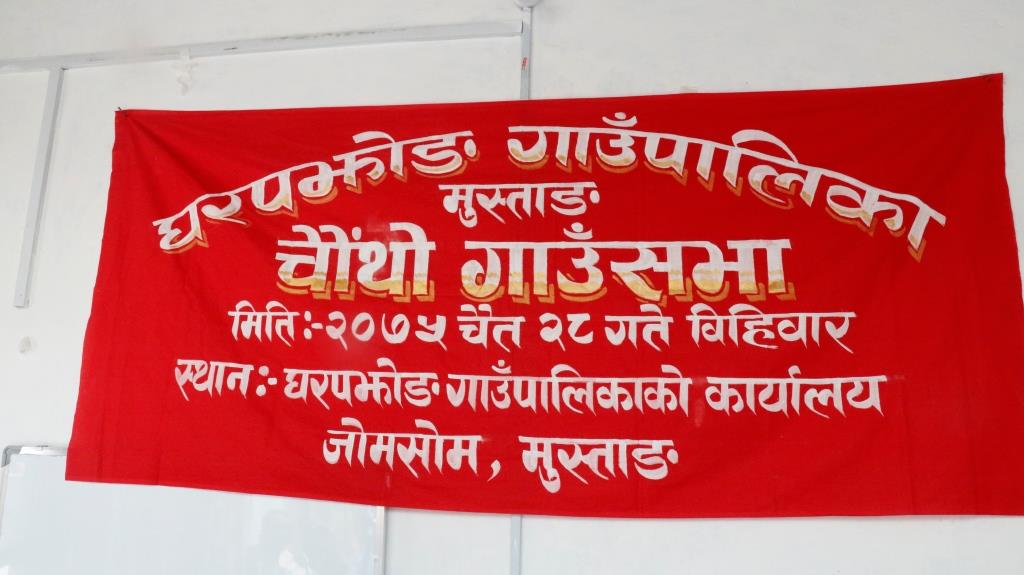 घरपझोङ गाउँपालिका
मुस्ताङ
चौंथो गाउँसभा
मिति:-२०७५ चैत २८ गते विहिवार
स्थान:- घरपझोङ गाउँपालिकाको कार्यालय
जोमसोम, मुस्ताङ